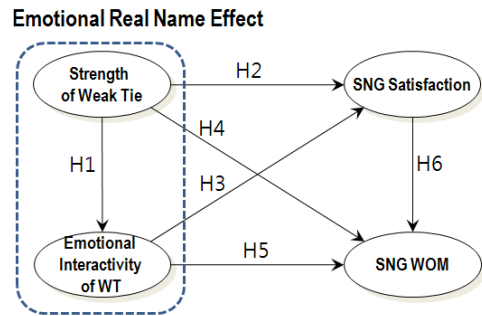 Emotional Real Name Effect
Strength
of Weak Tie
H2
SNG Satisfaction
H4
H1
H3
H6
Emotional
Interactivity
of WT
H5
SNG WOM